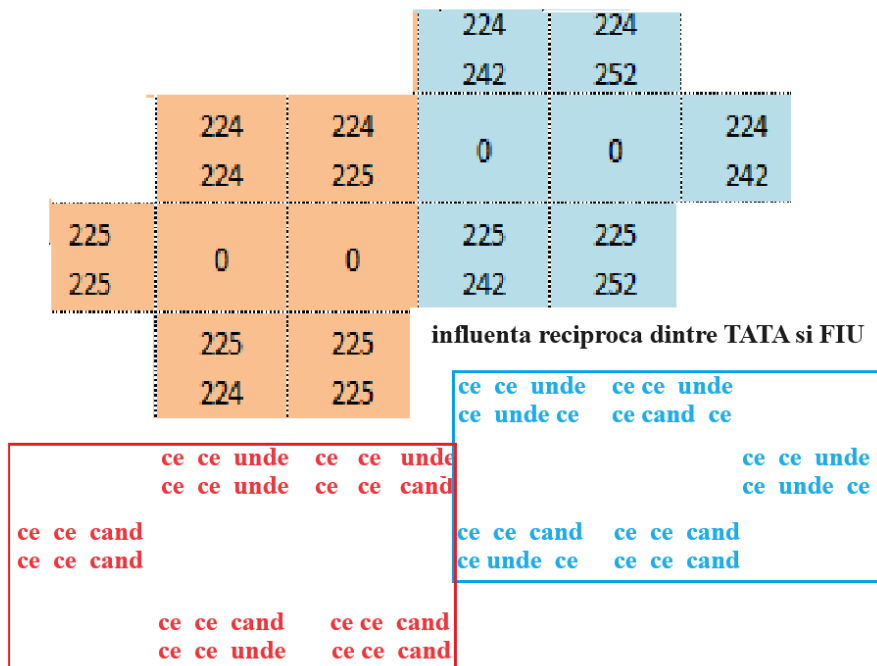 224 224
242 252
224 224
224 225
0 0
224
242
225
225
0 0
225 225
242 252
225 225
224 225
influenta reciproca dintre TATA si FIU
ce ce unde ce ce unde
ce unde ce ce cand ce
ce ce unde ce ce unde
ce ce unde ce ce cand
ce ce unde
ce unde ce
ce ce cand
ce ce cand
ce ce cand ce ce cand
ce unde ce ce ce cand
ce ce cand ce ce cand
ce ce unde ce ce cand